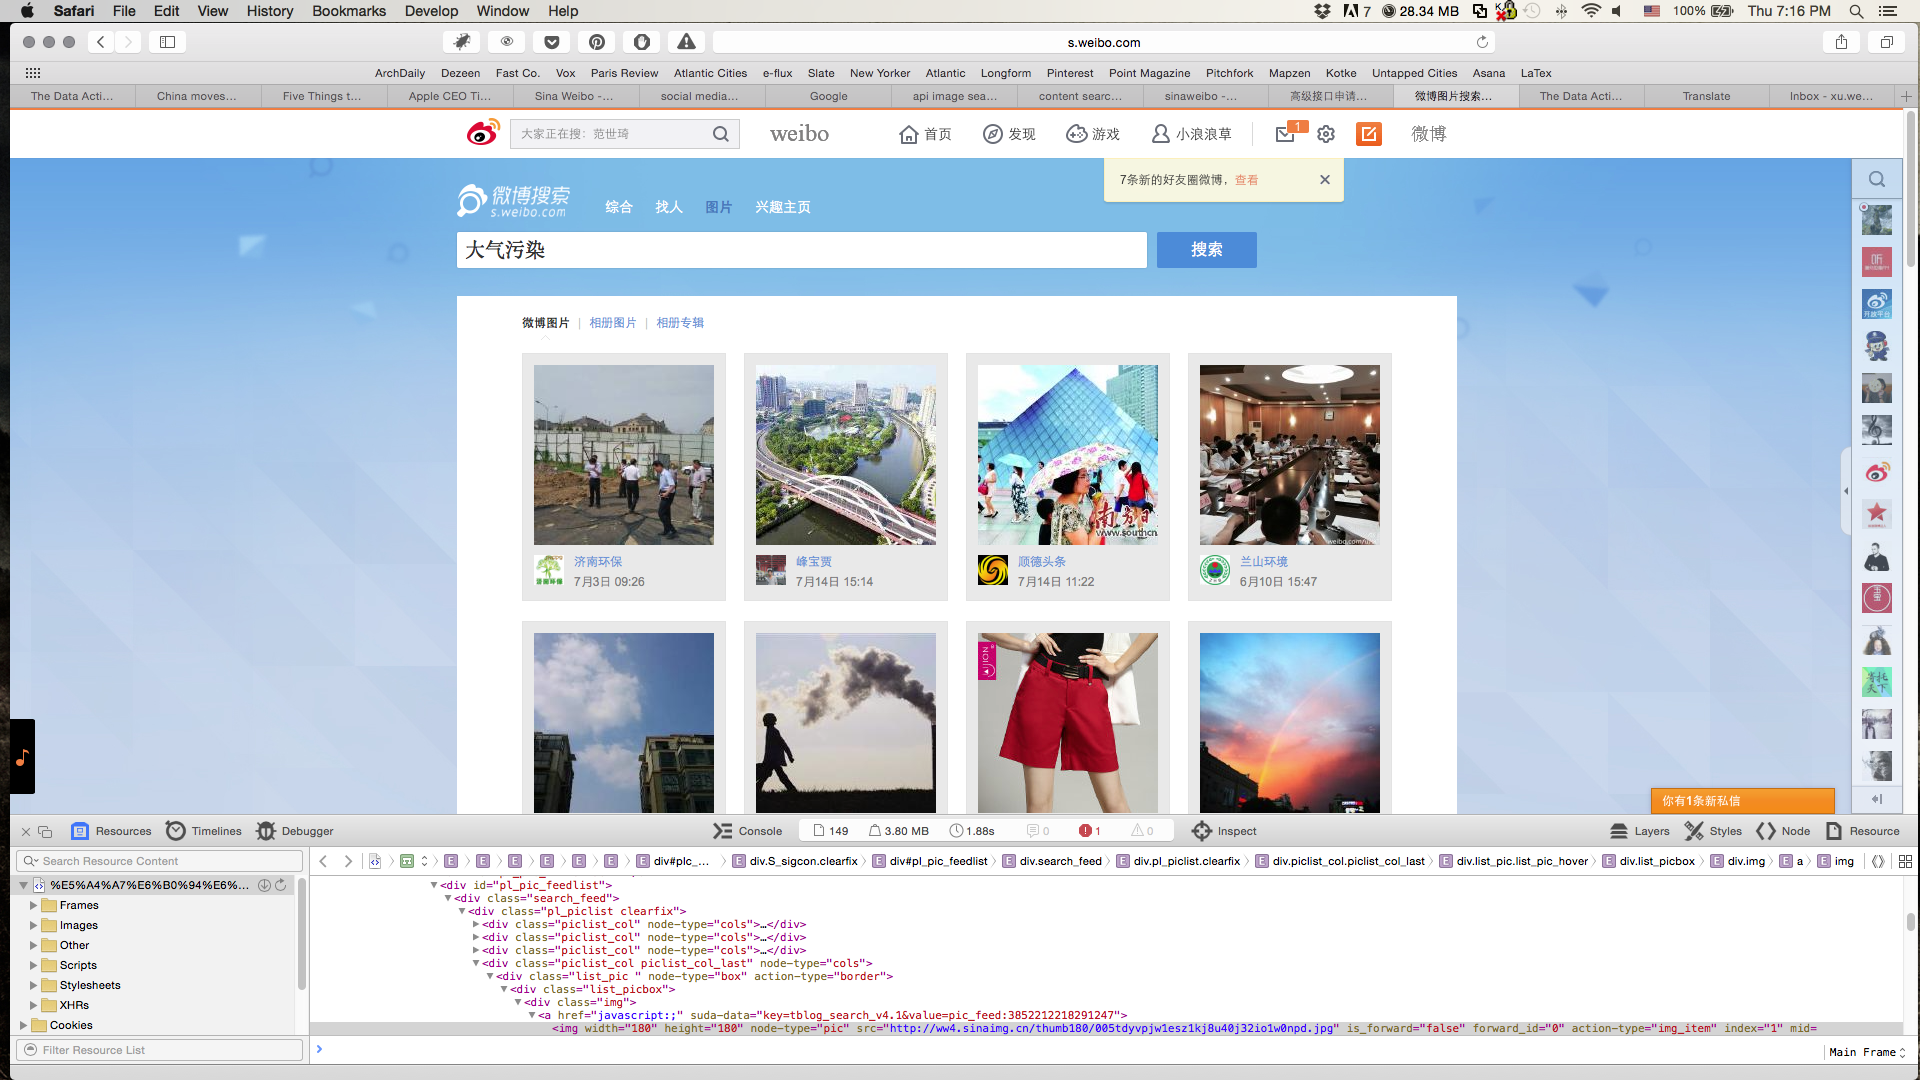 Safari File Edit View History Bookmarks Develop Window Help 7 28.34 MB 100% Thu 7:16 PM
s.weibo.com
ArchDaily Dezeen Fast Co. Vox Paris Review Atlantic Cities e-flux Slate New Yorker Atlantic Longform Pinterest Point Magazine Pitchfork Mapzen Kotke Untapped Cities Asana LaTex
The Data Acti... China moves... Five Things t... Apple CEO Ti... Sina Weibo -... social media... Google api image sea... content searc... sinaweibo -... 高级接口申请... 微博图片搜索... The Data Acti... Translate Inbox - xu.we...
大家正在搜：范世琦 weibo 首页 发现 游戏 小浪浪草 1 微博
7条新的好友圈微博，查看
微博搜索
s.weibo.com
综合 找人 图片 兴趣主页
大气污染 搜索
微博图片 | 相册图片 | 相册专辑
www.southcn
济南环保 峰宝贾 顺德头条 兰山环境
7月3日 09:26 7月14日 15:14 7月14日 11:22 6月10日 15:47
你有1条新私信
Resources Timelines Debugger Console 149 3.80 MB 1.88s 0 1 0 Inspect Layers Styles Node Resource
Search Resource Content
div#plc_... div.S_sigcon.clearfix div#pl_pic_feedlist div.search_feed div.pl_piclist.clearfix div.piclist_col.piclist_col_last div.list_pic.list_pic_hover div.list_picbox div.img a img
%E5%A4%A7%E6%B0%94%E6%...
Frames
Images
Other
Scripts
Stylesheets
XHRs
Cookies
Filter Resource List
<div id="pl_pic_feedlist">
<div class="search_feed">
<div class="pl_piclist clearfix">
<div class="piclist_col" node-type="cols">…</div>
<div class="piclist_col" node-type="cols">…</div>
<div class="piclist_col" node-type="cols">…</div>
<div class="piclist_col piclist_col_last" node-type="cols">
<div class="list_pic " node-type="box" action-type="border">
<div class="list_picbox">
<div class="img">
<a href="javascript:;" suda-data="key=tblog_search_v4.1&value=pic_feed:3852212218291247">
<img width="180" height="180" node-type="pic" src="http://ww4.sinaimg.cn/thumb180/005tdyvpjw1esz1kj8u40j32io1w0npd.jpg" is_forward="false" forward_id="0" action-type="img_item" index="1" mid=
Main Frame